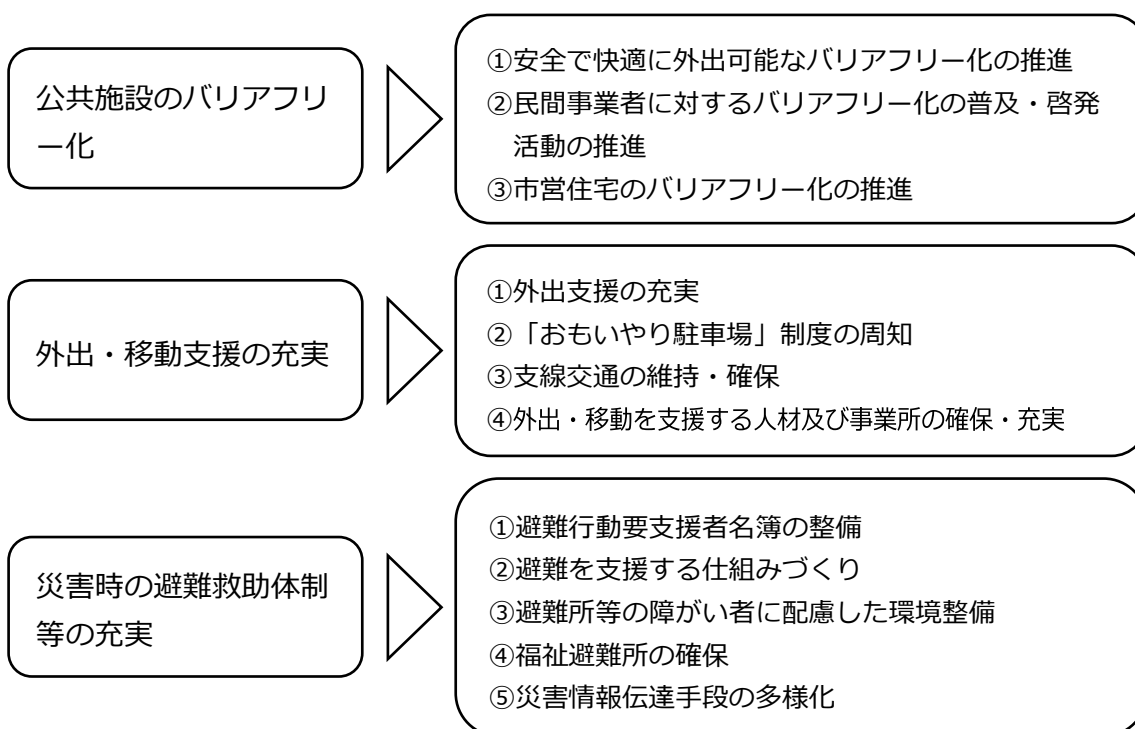 公共施設のバリアフリ
ー化
①安全で快適に外出可能なバリアフリー化の推進
②民間事業者に対するバリアフリー化の普及・啓発
活動の推進
③市営住宅のバリアフリー化の推進
外出・移動支援の充実
①外出支援の充実
②「おもいやり駐車場」制度の周知
③支線交通の維持・確保
④外出・移動を支援する人材及び事業所の確保・充実
災害時の避難救助体制
等の充実
①避難行動要支援者名簿の整備
②避難を支援する仕組みづくり
③避難所等の障がい者に配慮した環境整備
④福祉避難所の確保
⑤災害情報伝達手段の多様化